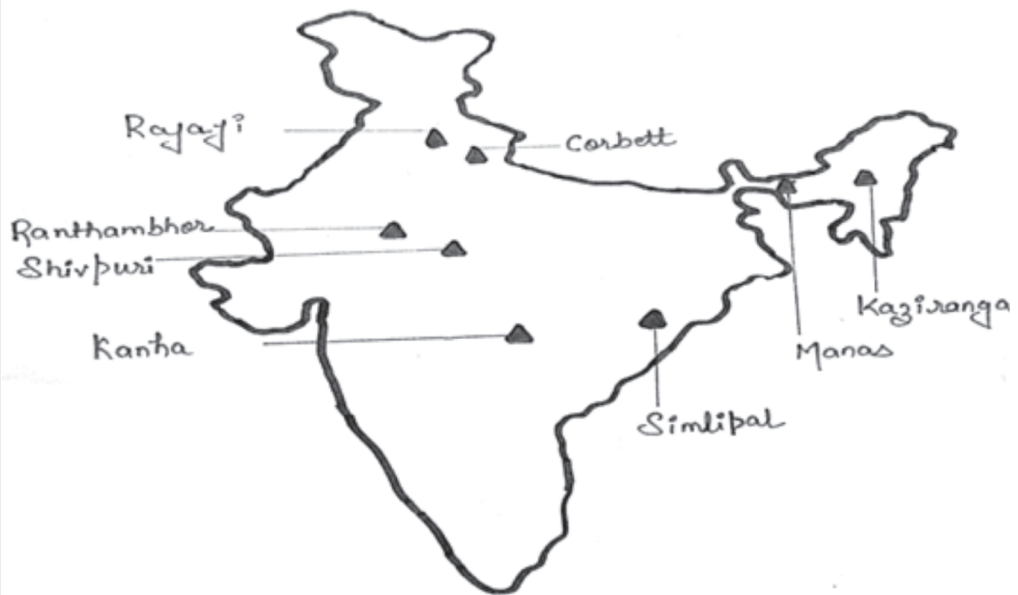 Rajaji
Corbett
Ranthambhor
Shivpuri
Kaziranga
Kanha
Manas
Simlipal